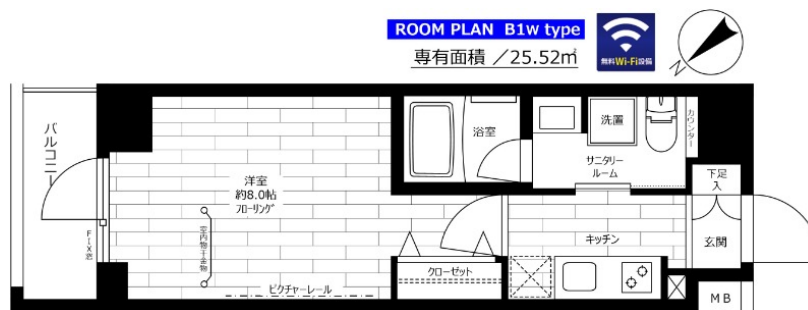 ROOM PLAN B1w type
専有面積 ／25.52㎡
無料Wi-Fi設備
N
バルコニー
FIX窓
洋室
約8.0帖
フローリング
室内物干金物
ピクチャーレール
浴室
洗置
カウンター
サニタリー
ルーム
クローゼット
キッチン
下足
入
玄関
MB